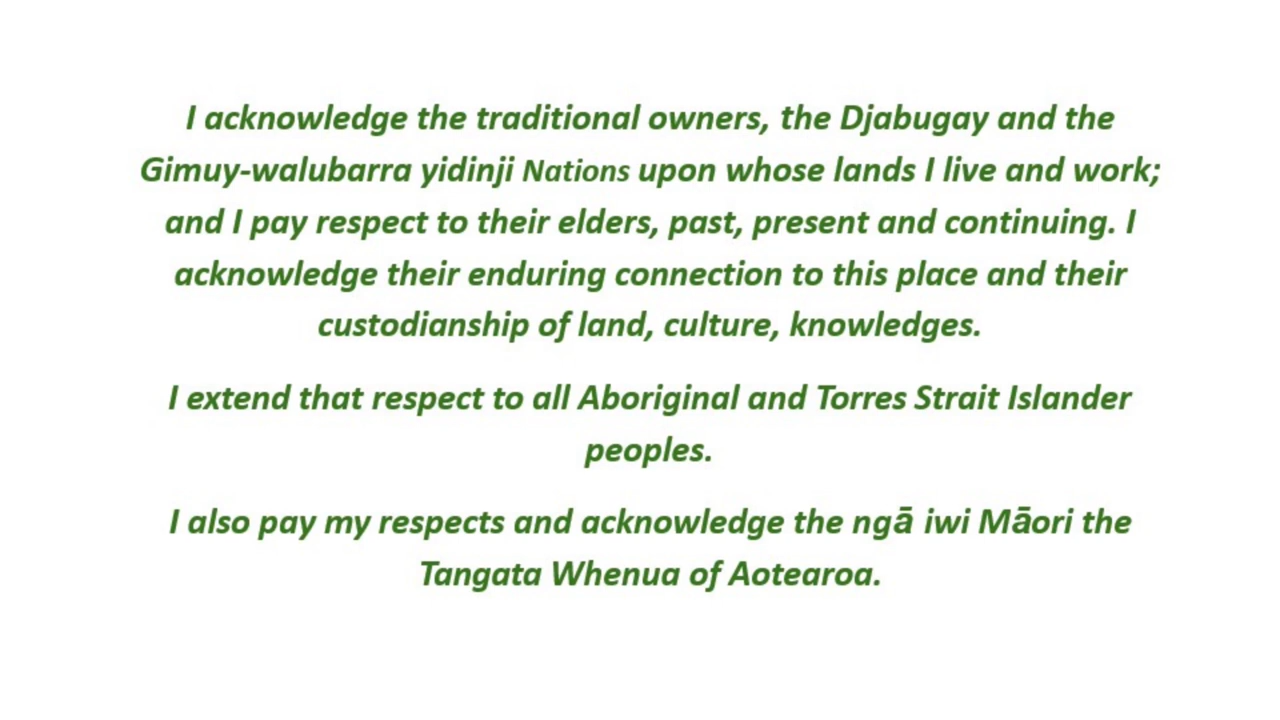 I acknowledge the traditional owners, the Djabugay and the
Gimuy-walubarra yidinji Nations upon whose lands I live and work;
and I pay respect to their elders, past, present and continuing. I
acknowledge their enduring connection to this place and their
custodianship of land, culture, knowledges.
I extend that respect to all Aboriginal and Torres Strait Islander
peoples.
I also pay my respects and acknowledge the ngā iwi Māori the
Tangata Whenua of Aotearoa.